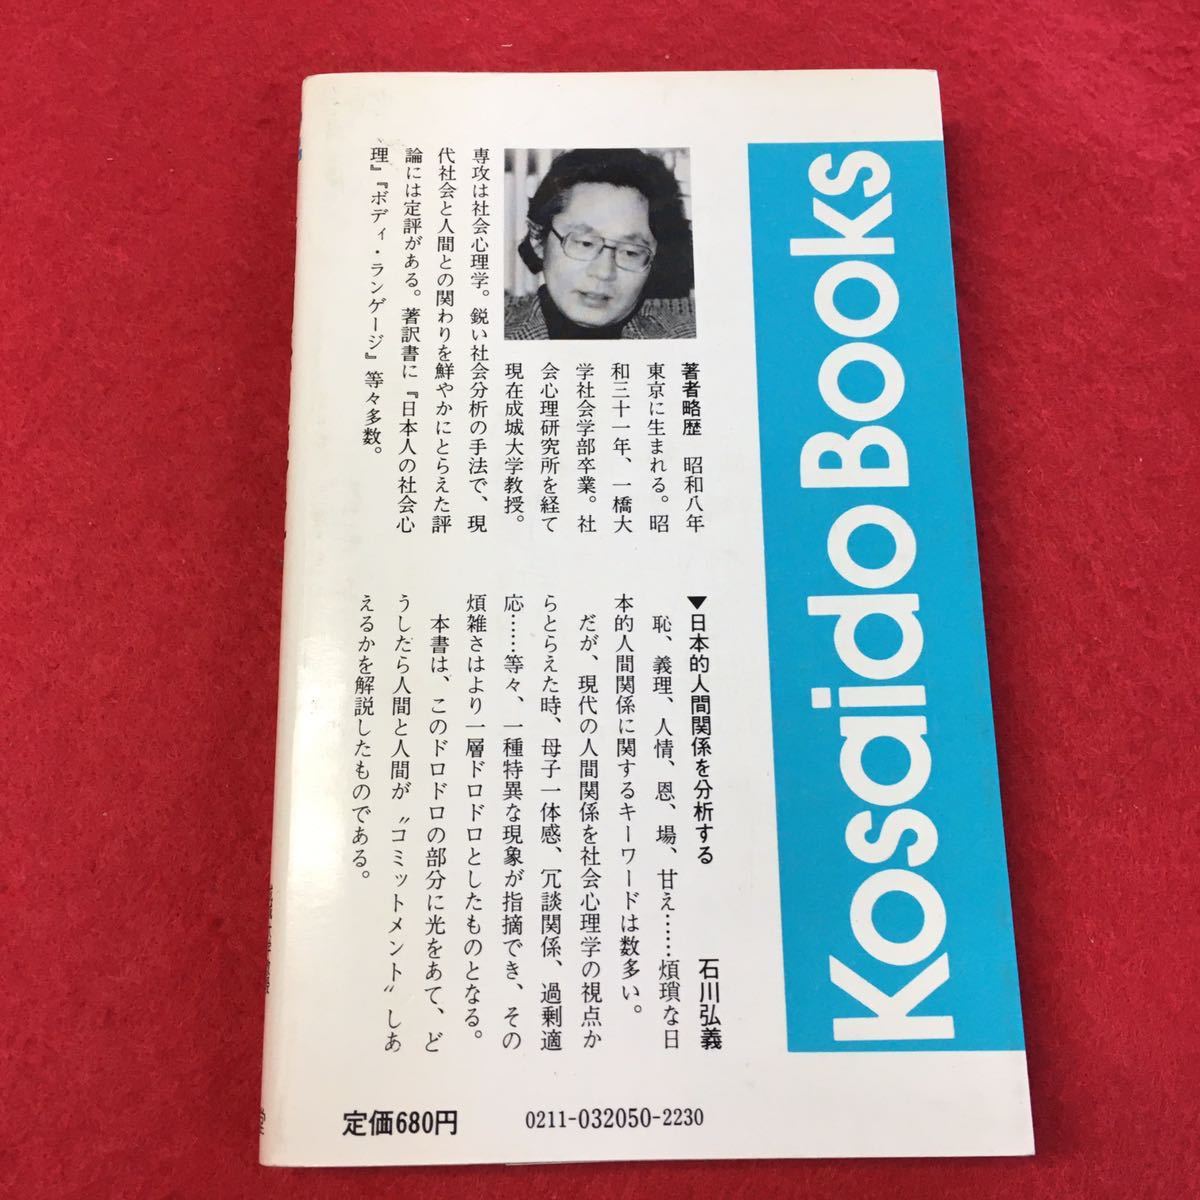 Kosaido Books
著者略歴 昭和八年
東京に生まれる。昭
和三十一年、一橋大
学社会学部卒業。社
会心理研究所を経て
現在成城大学教授。
専攻は社会心理学。鋭い社会分析の手法で、現
代社会と人間との関わりを鮮やかにとらえた評
論には定評がある。著訳書に『日本人の社会心
理』『ボディ・ランゲージ』等々多数。
▼日本的人間関係を分析する 石川弘義
恥、義理、人情、恩、場、甘え……煩瑣な日
本的人間関係に関するキーワードは数多い。
だが、現代の人間関係を社会心理学の視点か
らとらえた時、母子一体感、冗談関係、過剰適
応……等々、一種特異な現象が指摘でき、その
煩雑さはより一層ドロドロとしたものとなる。
本書は、このドロドロの部分に光をあて、ど
うしたら人間と人間が〝コミットメント〟しあ
えるかを解説したものである。
定価680円
0211-032050-2230